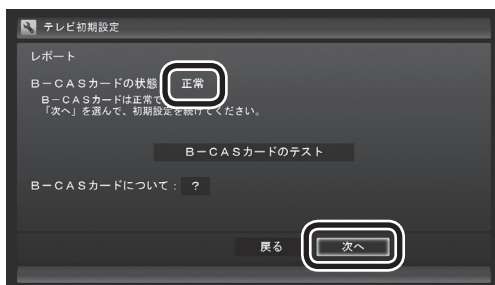 テレビ初期設定
レポート
B－CASカードの状態 正常
B－CASカードは正常で
「次へ」を選んで、初期設定を続けてください。
B－CASカードのテスト
B－CASカードについて： ?
戻る 次へ